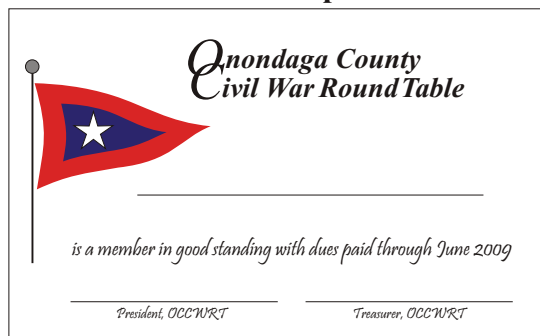 Onondaga County
Civil War Round Table
is a member in good standing with dues paid through June 2009
President, OCCWRT
Treasurer, OCCWRT